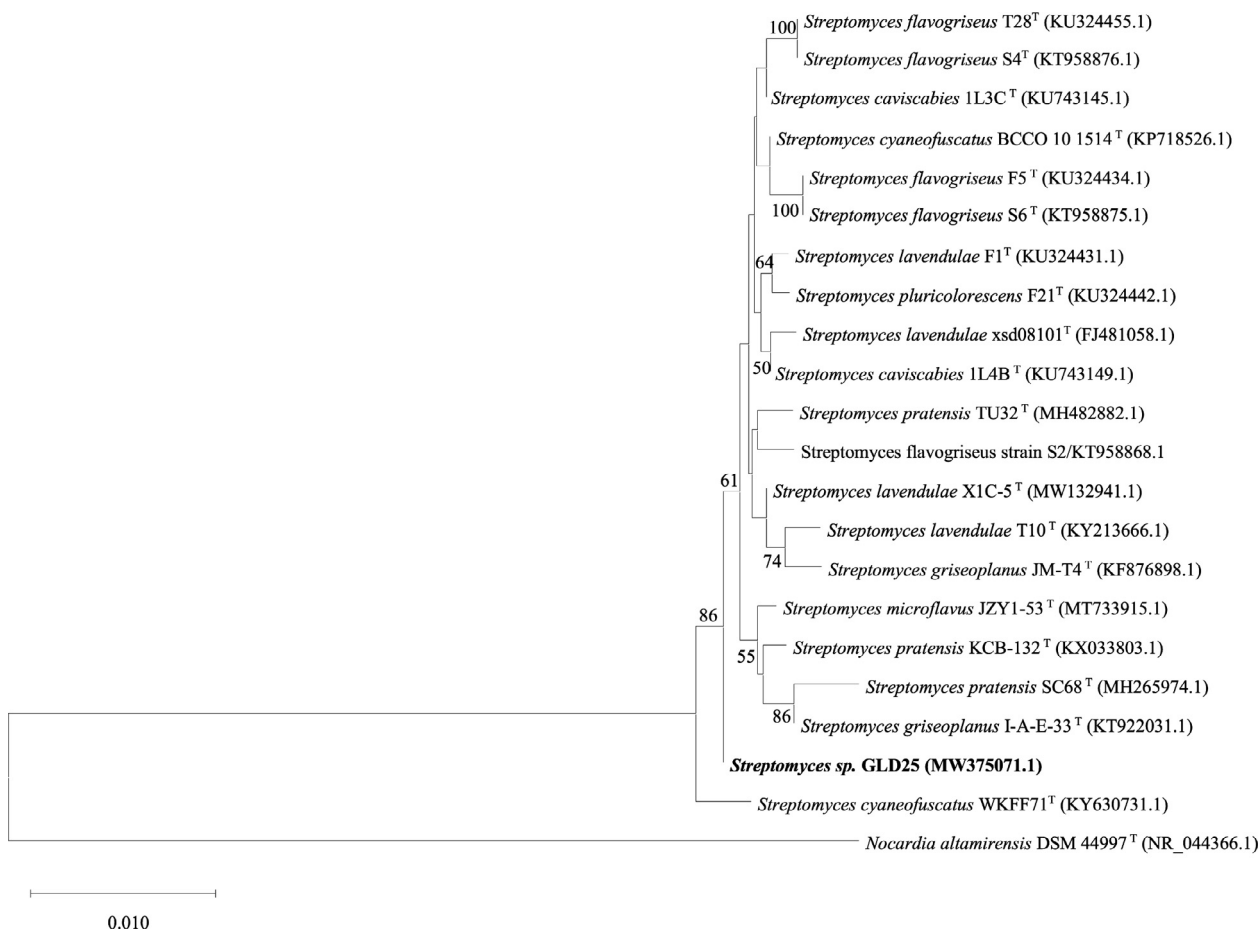 100 Streptomyces flavogriseus T28ᵀ (KU324455.1)
Streptomyces flavogriseus S4ᵀ (KT958876.1)
Streptomyces caviscabies 1L3C ᵀ (KU743145.1)
Streptomyces cyaneofuscatus BCCO 10 1514 ᵀ (KP718526.1)
Streptomyces flavogriseus F5 ᵀ (KU324434.1)
100 Streptomyces flavogriseus S6 ᵀ (KT958875.1)
64 Streptomyces lavendulae F1ᵀ (KU324431.1)
Streptomyces pluricolorescens F21ᵀ (KU324442.1)
Streptomyces lavendulae xsd08101ᵀ (FJ481058.1)
50 Streptomyces caviscabies 1L4B ᵀ (KU743149.1)
Streptomyces pratensis TU32 ᵀ (MH482882.1)
Streptomyces flavogriseus strain S2/KT958868.1
61 Streptomyces lavendulae X1C-5 ᵀ (MW132941.1)
Streptomyces lavendulae T10 ᵀ (KY213666.1)
74 Streptomyces griseoplanus JM-T4 ᵀ (KF876898.1)
86 Streptomyces microflavus JZY1-53 ᵀ (MT733915.1)
55 Streptomyces pratensis KCB-132 ᵀ (KX033803.1)
Streptomyces pratensis SC68 ᵀ (MH265974.1)
86 Streptomyces griseoplanus I-A-E-33 ᵀ (KT922031.1)
Streptomyces sp. GLD25 (MW375071.1)
Streptomyces cyaneofuscatus WKFF71ᵀ (KY630731.1)
Nocardia altamirensis DSM 44997 ᵀ (NR_044366.1)
0.010